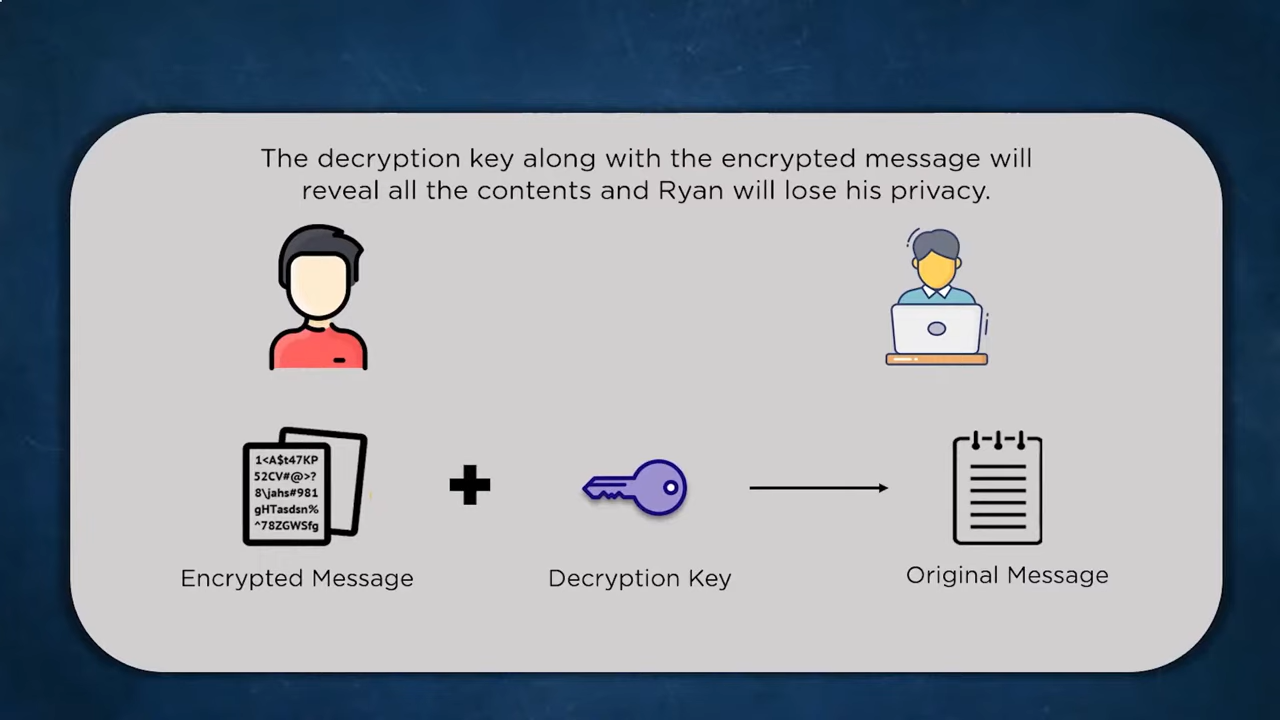 The decryption key along with the encrypted message will
reveal all the contents and Ryan will lose his privacy.
1<A$t47KP
52CV#@>?
8\jahs#981
gHTasdsn%
^78ZGWSfg
Encrypted Message
Decryption Key
Original Message